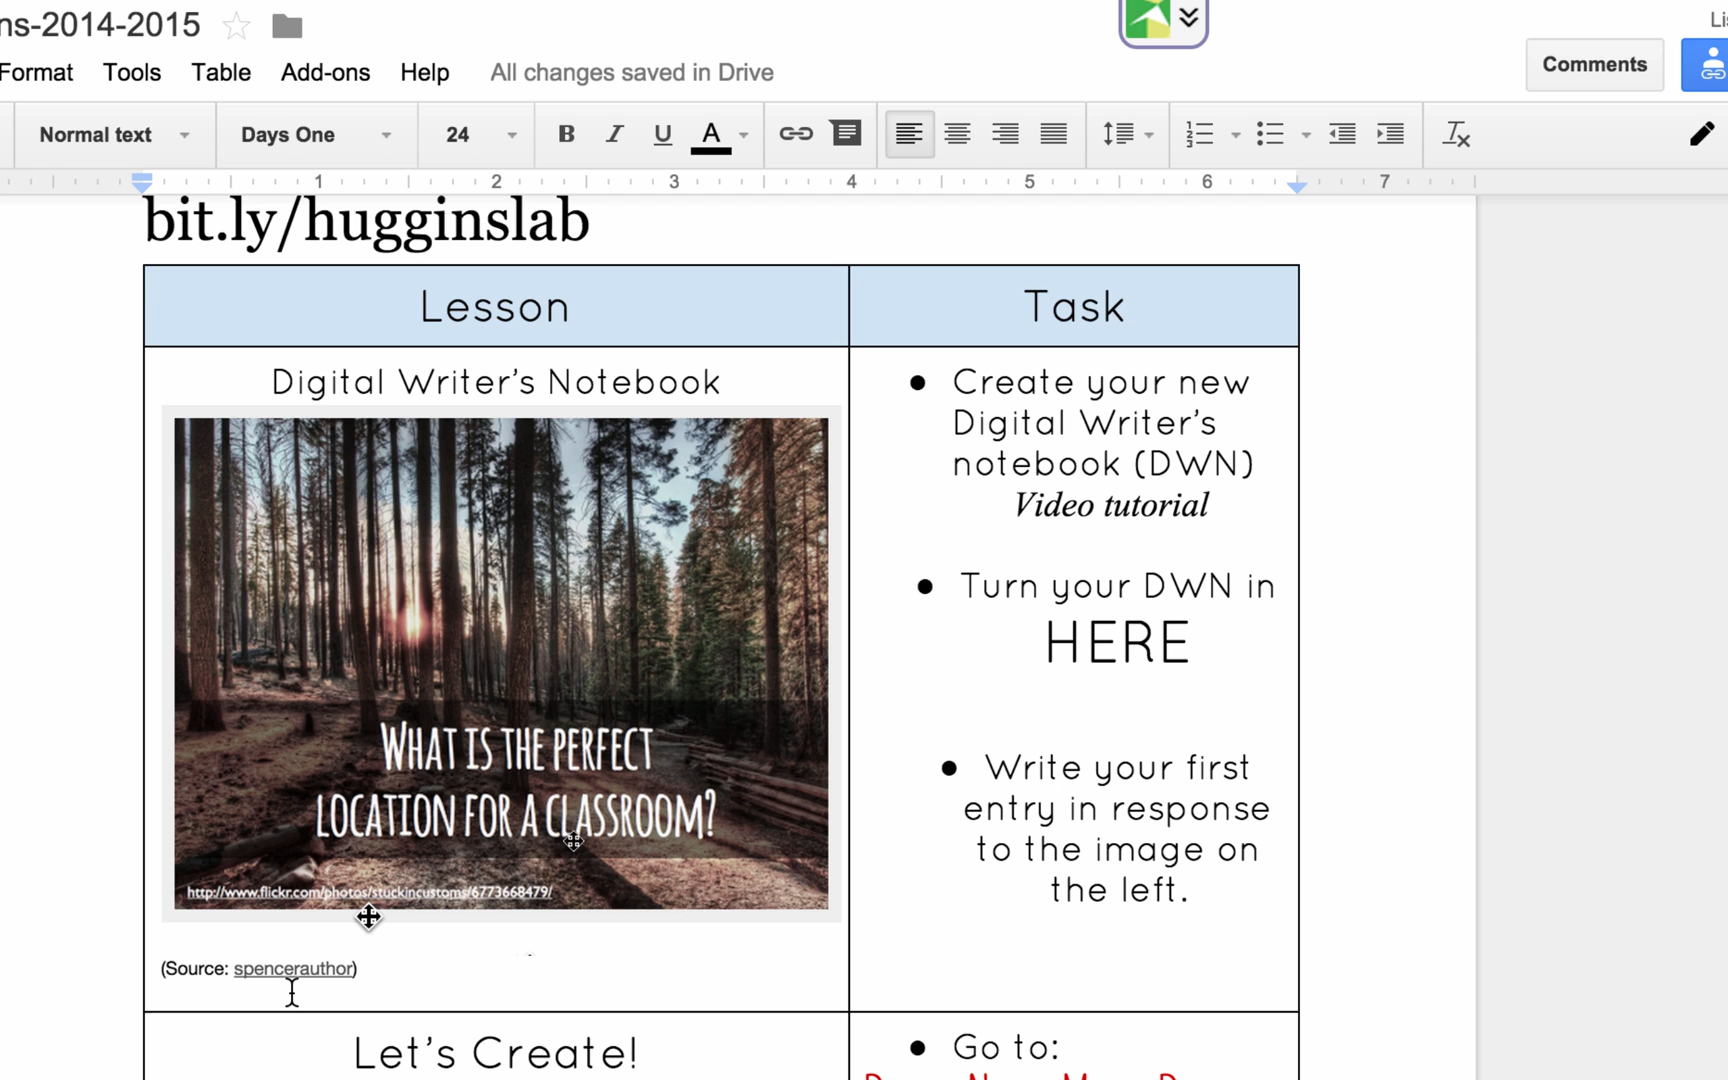 ns-2014-2015
Format Tools Table Add-ons Help All changes saved in Drive
Comments
Normal text Days One 24 B I U A
1 2 3 4 5 6 7
bit.ly/hugginslab
Lesson
Task
Digital Writer's Notebook
WHAT IS THE PERFECT
LOCATION FOR A CLASSROOM?
http://www.flickr.com/photos/stuckincustoms/6773668479/
(Source: spencerauthor)
● Create your new
Digital Writer's
notebook (DWN)
Video tutorial
● Turn your DWN in
HERE
● Write your first
entry in response
to the image on
the left.
Let's Create!
● Go to: